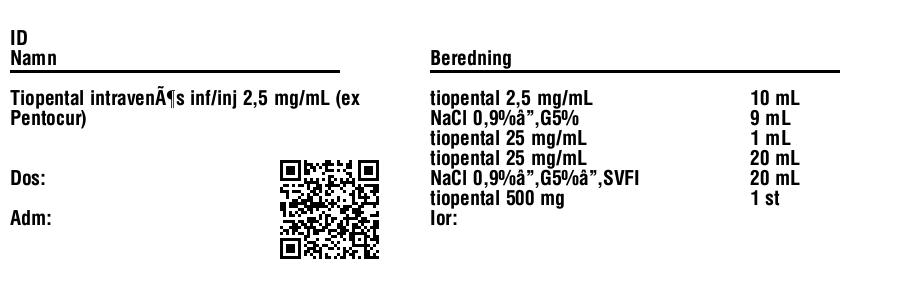 ID
Namn
Beredning
Tiopental intravenÃ¶s inf/inj 2,5 mg/mL (ex
Pentocur)
tiopental 2,5 mg/mL 10 mL
NaCl 0,9%â”‚G5% 9 mL
tiopental 25 mg/mL 1 mL
tiopental 25 mg/mL 20 mL
NaCl 0,9%â”‚G5%â”‚SVFI 20 mL
tiopental 500 mg 1 st
lor:
Dos:
Adm: